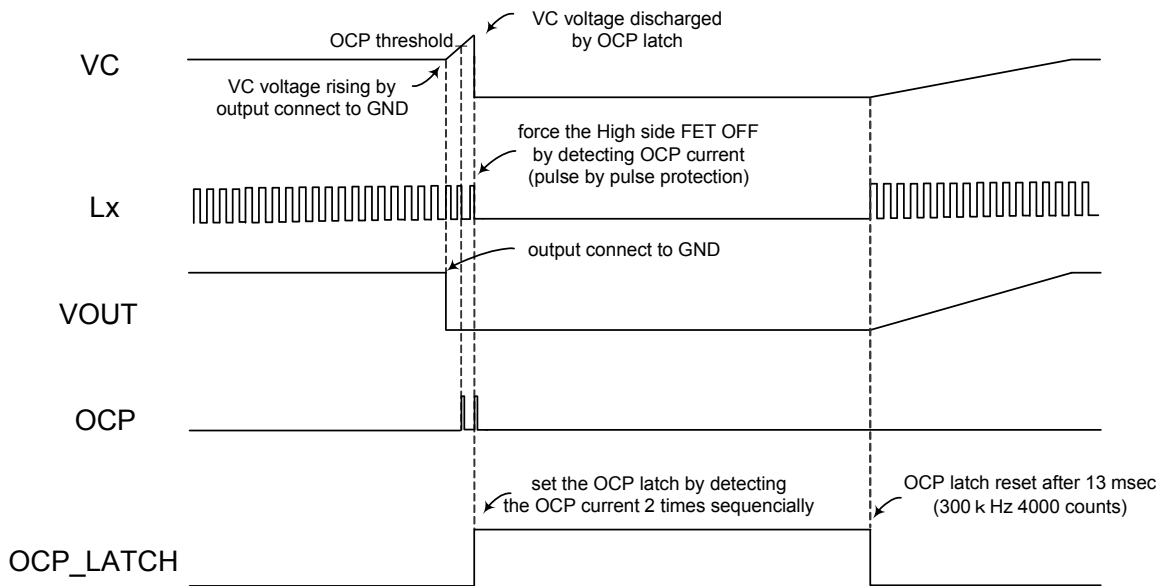 VC voltage discharged
by OCP latch
OCP threshold
VC
VC voltage rising by
output connect to GND
force the High side FET OFF
by detecting OCP current
(pulse by pulse protection)
Lx
output connect to GND
VOUT
OCP
set the OCP latch by detecting
the OCP current 2 times sequencially
OCP latch reset after 13 msec
(300 k Hz 4000 counts)
OCP_LATCH